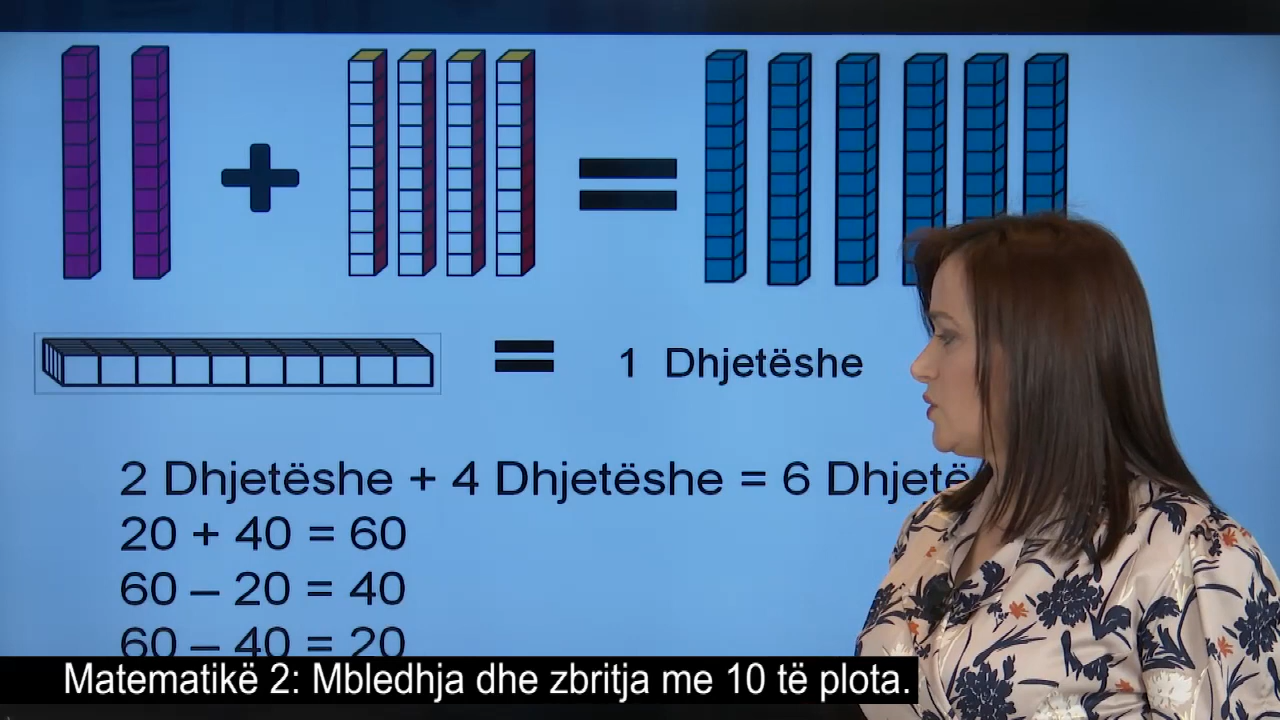 + =
= 1 Dhjetëshe
2 Dhjetëshe + 4 Dhjetëshe = 6
20 + 40 = 60
60 – 20 = 40
60 – 40 = 20
Matematikë 2: Mbledhja dhe zbritja me 10 të plota.